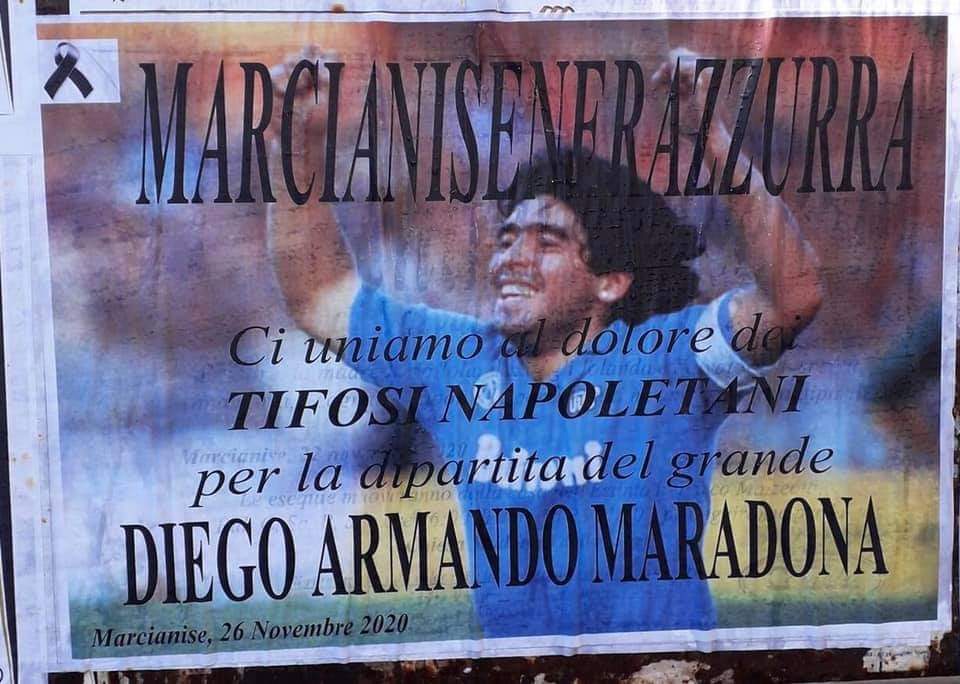 MARCIANISENERAZZURRA
Ci uniamo al dolore dei
TIFOSI NAPOLETANI
per la dipartita del grande
DIEGO ARMANDO MARADONA
Marcianise, 26 Novembre 2020